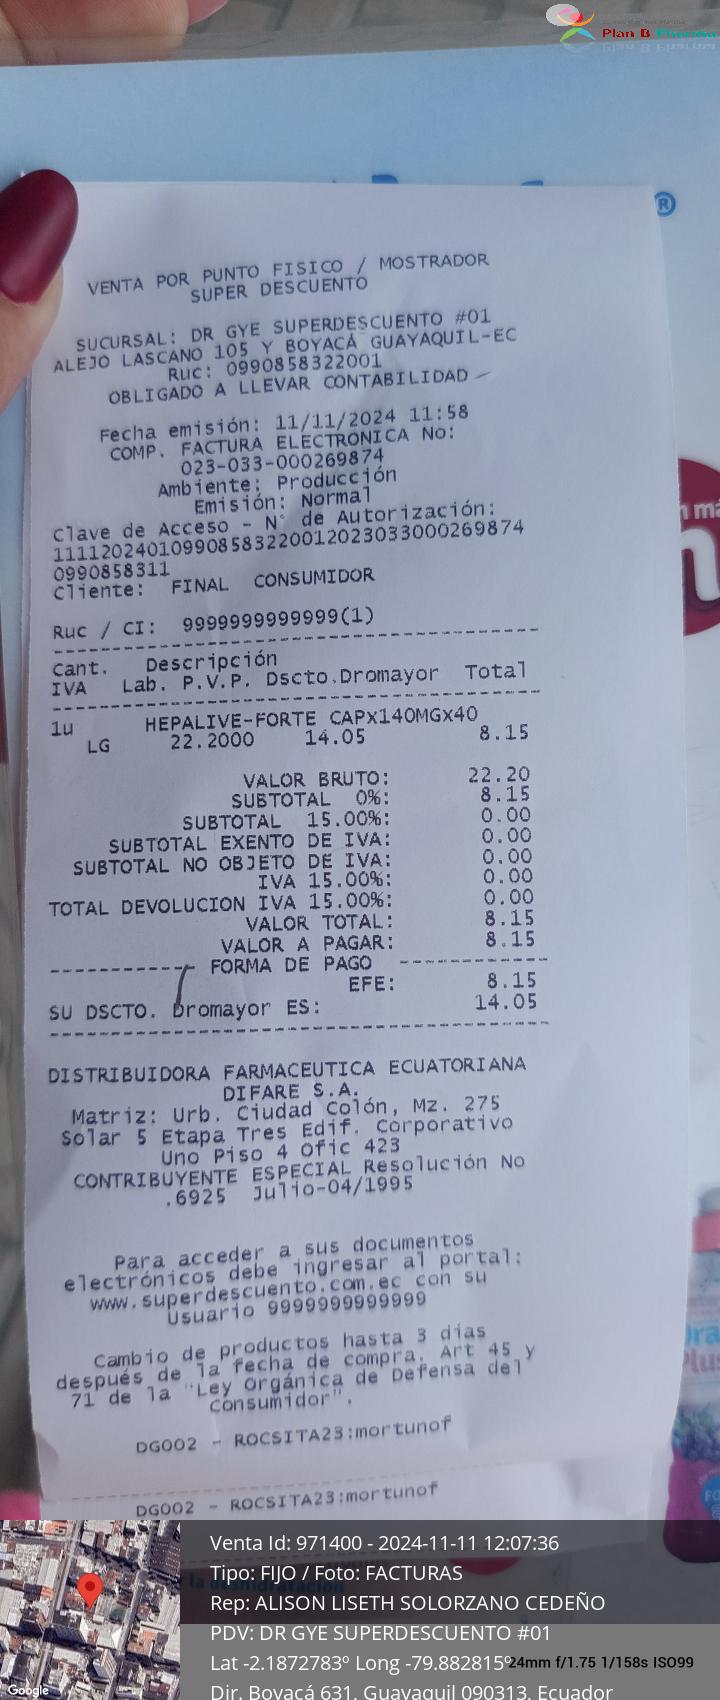 Plan B Pharma
®
VENTA POR PUNTO FISICO / MOSTRADOR
SUPER DESCUENTO
SUCURSAL: DR GYE SUPERDESCUENTO #01
ALEJO LASCANO 105 Y BOYACÁ GUAYAQUIL-EC
Ruc: 0990858322001
OBLIGADO A LLEVAR CONTABILIDAD
Fecha emisión: 11/11/2024 11:58
COMP. FACTURA ELECTRONICA No:
023-033-000269874
Ambiente: Producción
Emisión: Normal
Clave de Acceso - N° de Autorización:
111120240109908583220012023033000269874
0990858311
Cliente: FINAL CONSUMIDOR
Ruc / CI: 9999999999999(1)
Cant. Descripción
IVA Lab. P.V.P. Dscto.Dromayor Total
1u HEPALIVE-FORTE CAPx140MGx40
LG 22.2000 14.05 8.15
VALOR BRUTO: 22.20
SUBTOTAL 0%: 8.15
SUBTOTAL 15.00%: 0.00
SUBTOTAL EXENTO DE IVA: 0.00
SUBTOTAL NO OBJETO DE IVA: 0.00
IVA 15.00%: 0.00
TOTAL DEVOLUCION IVA 15.00%: 0.00
VALOR TOTAL: 8.15
VALOR A PAGAR: 8.15
----------- FORMA DE PAGO -----------
EFE: 8.15
SU DSCTO. Dromayor ES: 14.05
DISTRIBUIDORA FARMACEUTICA ECUATORIANA
DIFARE S.A.
Matriz: Urb. Ciudad Colón, Mz. 275
Solar 5 Etapa Tres Edif. Corporativo
Uno Piso 4 Ofic 423
CONTRIBUYENTE ESPECIAL Resolución No
.6925 Julio-04/1995
Para acceder a sus documentos
electrónicos debe ingresar al portal:
www.superdescuento.com.ec con su
Usuario 9999999999999
Cambio de productos hasta 3 días
después de la fecha de compra. Art 45 y
71 de la "Ley Orgánica de Defensa del
Consumidor".
DG002 - ROCSITA23:mortunof
DG002 - ROCSITA23:mortunof
Venta Id: 971400 - 2024-11-11 12:07:36
Tipo: FIJO / Foto: FACTURAS
Rep: ALISON LISETH SOLORZANO CEDEÑO
PDV: DR GYE SUPERDESCUENTO #01
Lat -2.1872783º Long -79.882815º
24mm f/1.75 1/158s ISO99
Dir. Boyacá 631, Guayaquil 090313, Ecuador
Google